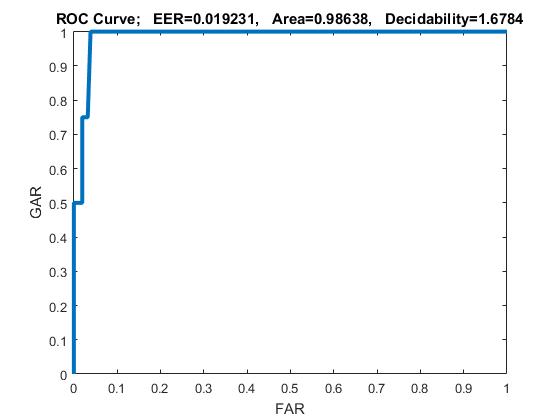 ROC Curve; EER=0.019231, Area=0.98638, Decidability=1.6784
1
0.9
0.8
0.7
0.6
0.5
0.4
0.3
0.2
0.1
0
GAR
0 0.1 0.2 0.3 0.4 0.5 0.6 0.7 0.8 0.9 1
FAR